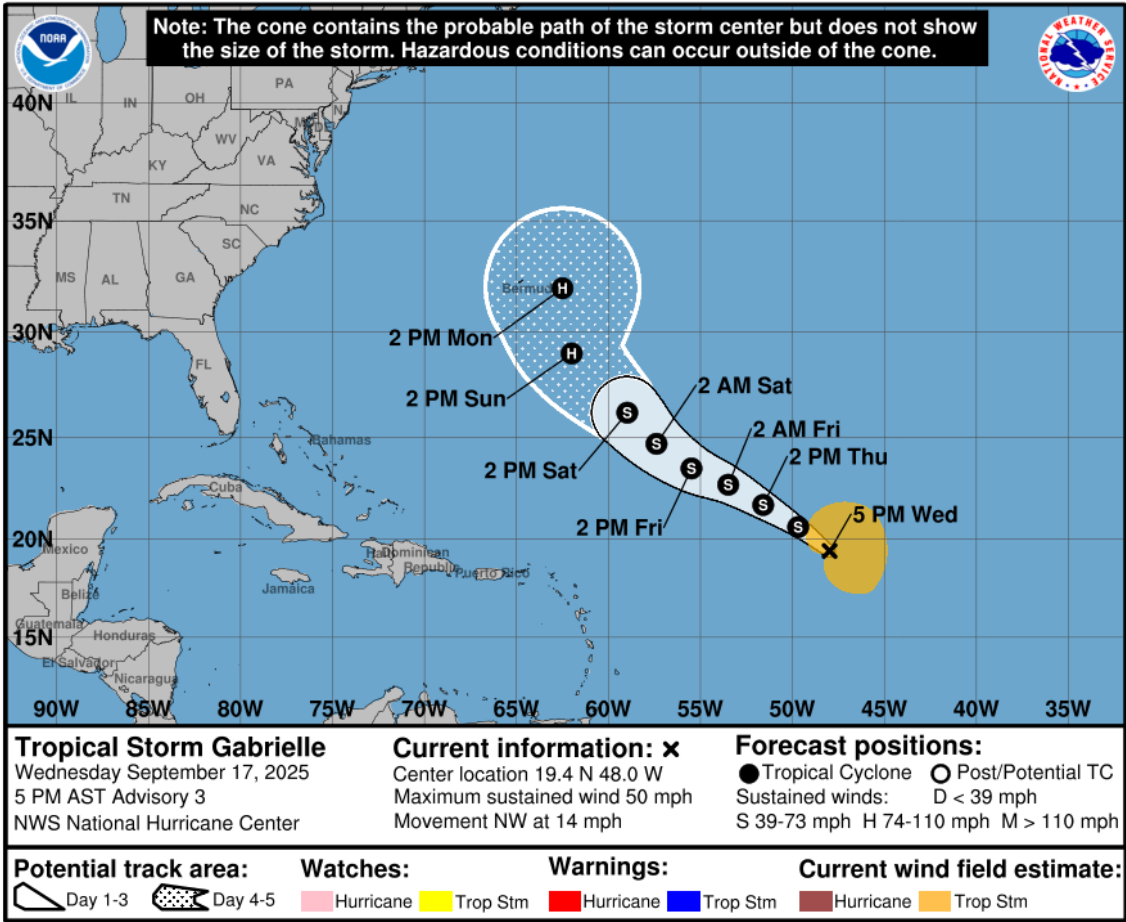 Note: The cone contains the probable path of the storm center but does not show
the size of the storm. Hazardous conditions can occur outside of the cone.
NOAA
NATIONAL WEATHER SERVICE
PA
40N
IL
IN
OH
WV
DE
KY
VA
TN
NC
35N
SC
MS
AL
GA
Bermud
H
30N
2 PM Mon
FL
H
2 PM Sun
2 AM Sat
S
25N
Bahamas
S
2 AM Fri
2 PM Sat
S
2 PM Thu
Cuba
S
S
2 PM Fri
S
5 PM Wed
20N
Mexico
Haiti
Dominican
Republic
Puerto Rico
Jamaica
Belize
Guatemala
15N
Honduras
El Salvador
Nicaragua
90W 85W 80W 75W 70W 65W 60W 55W 50W 45W 40W 35W
Tropical Storm Gabrielle
Wednesday September 17, 2025
5 PM AST Advisory 3
NWS National Hurricane Center
Current information: ×
Center location 19.4 N 48.0 W
Maximum sustained wind 50 mph
Movement NW at 14 mph
Forecast positions:
Tropical Cyclone Post/Potential TC
Sustained winds: D < 39 mph
S 39-73 mph H 74-110 mph M > 110 mph
Potential track area:
Day 1-3 Day 4-5
Watches:
Hurricane Trop Stm
Warnings:
Hurricane Trop Stm
Current wind field estimate:
Hurricane Trop Stm